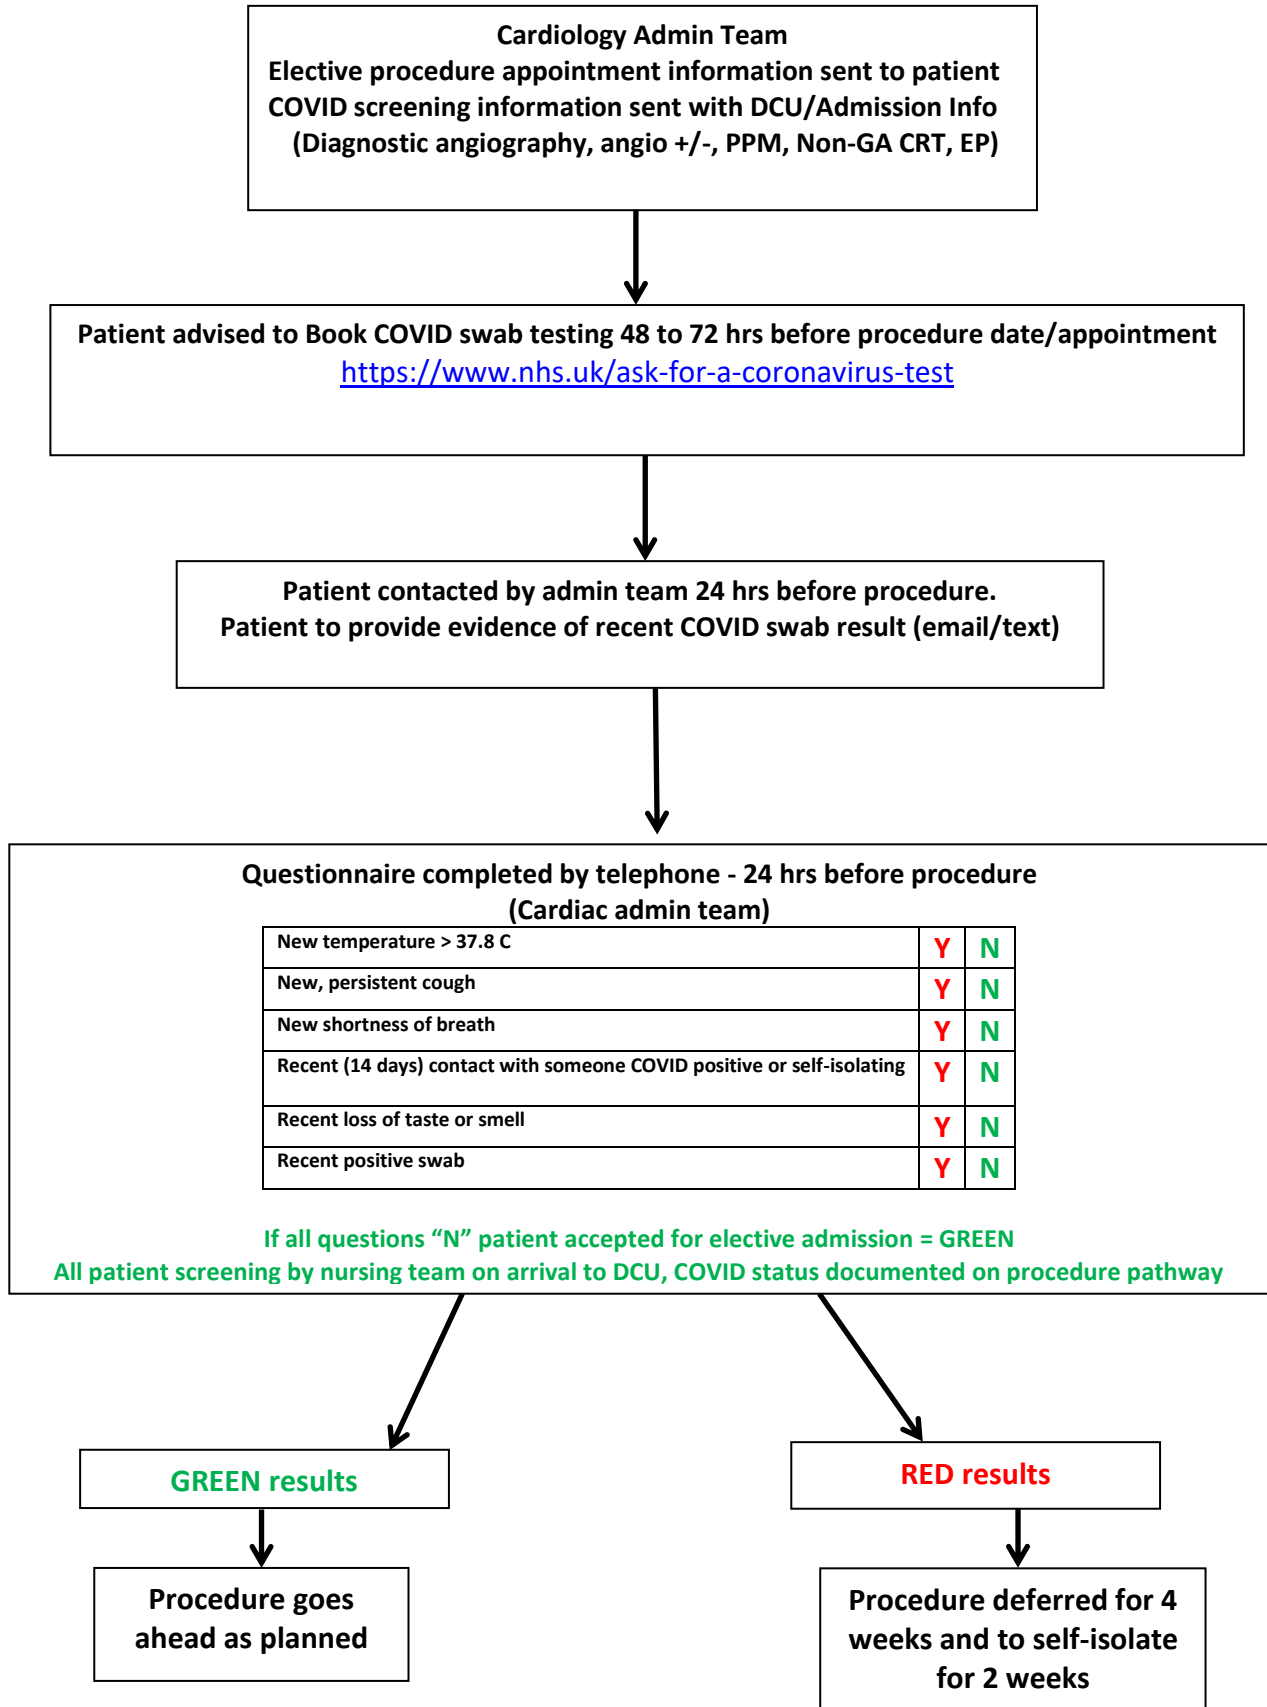 Cardiology Admin Team
Elective procedure appointment information sent to patient
COVID screening information sent with DCU/Admission Info
(Diagnostic angiography, angio +/-, PPM, Non-GA CRT, EP)
Patient advised to Book COVID swab testing 48 to 72 hrs before procedure date/appointment
https://www.nhs.uk/ask-for-a-coronavirus-test
Patient contacted by admin team 24 hrs before procedure.
Patient to provide evidence of recent COVID swab result (email/text)
Questionnaire completed by telephone - 24 hrs before procedure
(Cardiac admin team)
New temperature > 37.8 C Y N
New, persistent cough Y N
New shortness of breath Y N
Recent (14 days) contact with someone COVID positive or self-isolating Y N
Recent loss of taste or smell Y N
Recent positive swab Y N
If all questions “N” patient accepted for elective admission = GREEN
All patient screening by nursing team on arrival to DCU, COVID status documented on procedure pathway
GREEN results
RED results
Procedure goes
ahead as planned
Procedure deferred for 4
weeks and to self-isolate
for 2 weeks